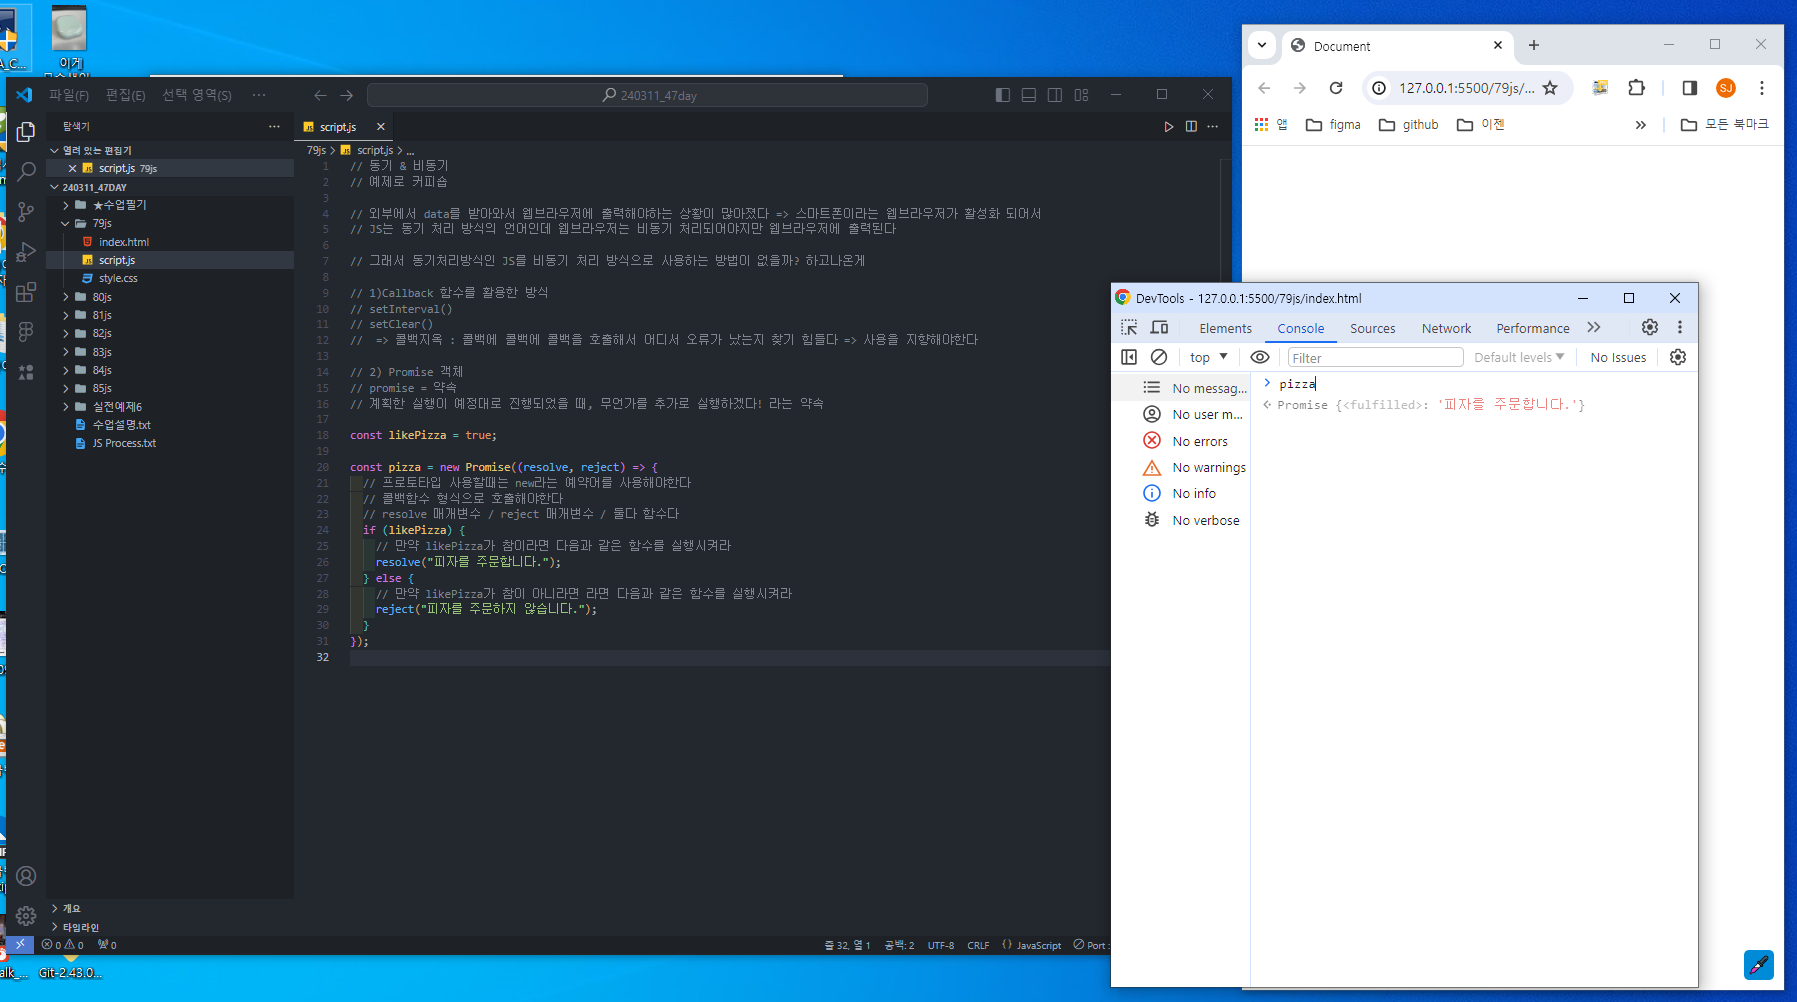 이게
파일(F) 편집(E) 선택 영역(S) ···
240311_47day
탐색기
열려 있는 편집기
script.js 79js
240311_47DAY
★수업필기
79js
index.html
script.js
style.css
80js
81js
82js
83js
84js
85js
실전예제6
수업설명.txt
JS Process.txt
개요
타임라인
script.js
79js > script.js > ...
1 // 동기 & 비동기
2 // 예제로 커피숍
3
4 // 외부에서 data를 받아와서 웹브라우저에 출력해야하는 상황이 많아졌다 => 스마트폰이라는 웹브라우저가 활성화 되어서
5 // JS는 동기 처리 방식의 언어인데 웹브라우저는 비동기 처리되어야지만 웹브라우저에 출력된다
6
7 // 그래서 동기처리방식인 JS를 비동기 처리 방식으로 사용하는 방법이 없을까? 하고나온게
8
9 // 1)Callback 함수를 활용한 방식
10 // setInterval()
11 // setClear()
12 //  => 콜백지옥 : 콜백에 콜백에 콜백을 호출해서 어디서 오류가 났는지 찾기 힘들다 => 사용을 지향해야한다
13
14 // 2) Promise 객체
15 // promise = 약속
16 // 계획한 실행이 예정대로 진행되었을 때, 무언가를 추가로 실행하겠다! 라는 약속
17
18 const likePizza = true;
19
20 const pizza = new Promise((resolve, reject) => {
21 // 프로토타입 사용할때는 new라는 예약어를 사용해야한다
22 // 콜백함수 형식으로 호출해야한다
23 // resolve 매개변수 / reject 매개변수 / 둘다 함수다
24 if (likePizza) {
25 // 만약 likePizza가 참이라면 다음과 같은 함수를 실행시켜라
26 resolve("피자를 주문합니다.");
27 } else {
28 // 만약 likePizza가 참이 아니라면 라면 다음과 같은 함수를 실행시켜라
29 reject("피자를 주문하지 않습니다.");
30 }
31 });
32
0 0 0
줄 32, 열 1 공백: 2 UTF-8 CRLF JavaScript Port :
Git-2.43.0...
Document
127.0.0.1:5500/79js/...
SJ
앱 figma github 이젠 » 모든 북마크
DevTools - 127.0.0.1:5500/79js/index.html
Elements Console Sources Network Performance
top Filter Default levels No Issues
No messag...
No user m...
No errors
No warnings
No info
No verbose
pizza
Promise {<fulfilled>: '피자를 주문합니다.'}